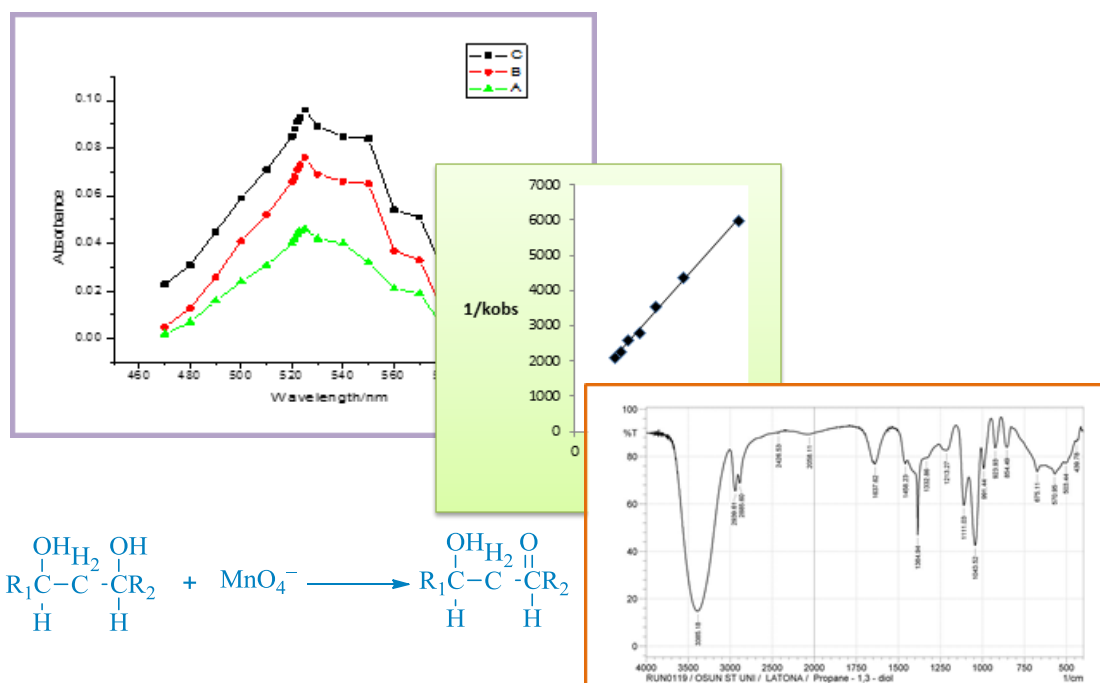 C
B
A
0.10
0.08
0.06
0.04
0.02
0.00
Absorbance
460 480 500 520 540 560
Wavelength/nm
7000
6000
5000
4000
3000
2000
1000
0
1/kobs
0
100
%T
80
60
40
20
0
3385.18
2939.61
2426.53
2058.11
1637.62
1458.23
1384.94
1332.86
1213.27
1111.03
1043.52
991.44
923.93
854.49
675.11
570.95
503.44
439.78
4000 3500 3000 2500 2000 1750 1500 1250 1000 750 500
RUN0119 / OSUN ST UNI / LATONA / Propane - 1,3 - diol 1/cm
OH H₂ OH
R₁C–C–CR₂ + MnO₄⁻
H H
OH H₂ O
R₁C–C–CR₂
H H